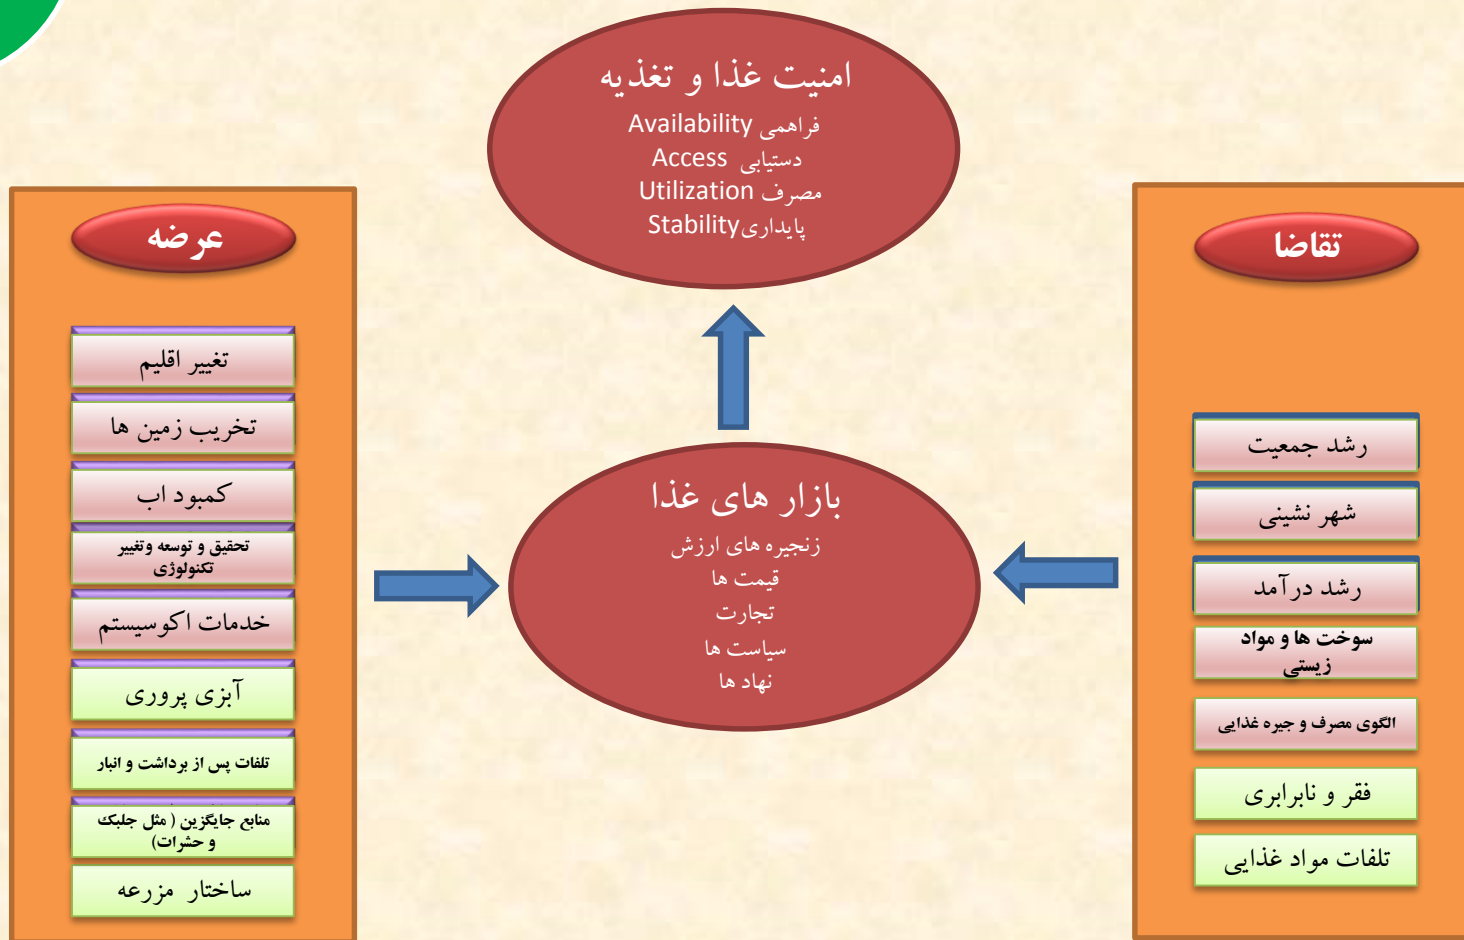 امنیت غذا و تغذیه
فراهمی Availability
دستیابی Access
مصرف Utilization
پایداریStability
تقاضا
رشد جمعیت
شهر نشینی
رشد درآمد
سوخت ها و مواد
زیستی
الگوی مصرف و جیره غذایی
فقر و نابرابری
تلفات مواد غذایی
بازار های غذا
زنجیره های ارزش
قیمت ها
تجارت
سیاست ها
نهاد ها
عرضه
تغییر اقلیم
تخریب زمین ها
کمبود اب
تحقیق و توسعه وتغییر
تکنولوژی
خدمات اکوسیستم
آبزی پروری
تلفات پس از برداشت و انبار
منابع جایگزین ( مثل جلبک
و حشرات)
ساختار مزرعه